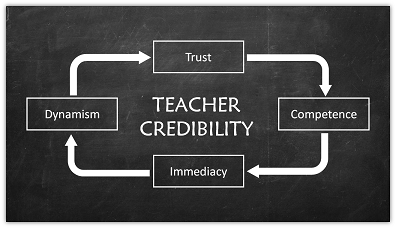 Trust
Dynamism
TEACHER
CREDIBILITY
Competence
Immediacy